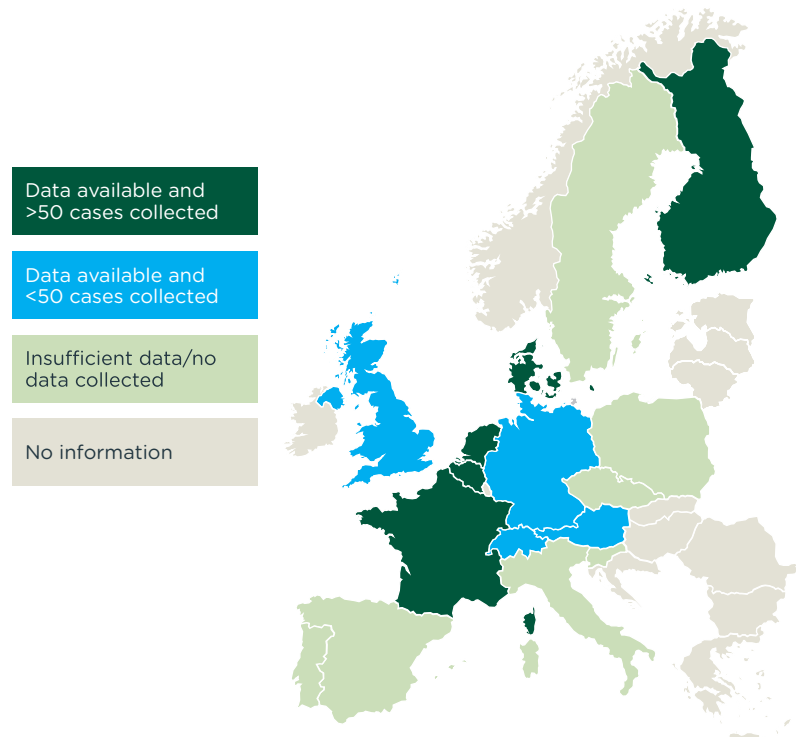 Data available and
>50 cases collected
Data available and
<50 cases collected
Insufficient data/no
data collected
No information